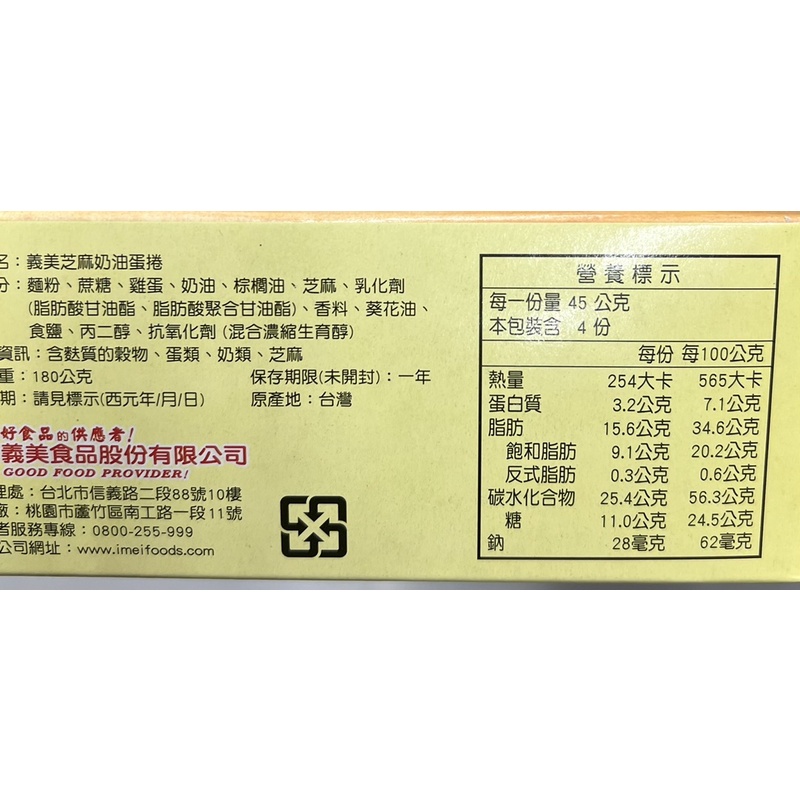 名：義美芝麻奶油蛋捲
分：麵粉、蔗糖、雞蛋、奶油、棕櫚油、芝麻、乳化劑
(脂肪酸甘油酯、脂肪酸聚合甘油酯)、香料、葵花油、
食鹽、丙二醇、抗氧化劑 (混合濃縮生育醇)
資訊：含麩質的穀物、蛋類、奶類、芝麻
重：180公克 保存期限(未開封)：一年
期：請見標示(西元年/月/日) 原產地：台灣
好食品的供應者!
義美食品股份有限公司
GOOD FOOD PROVIDER!
理處：台北市信義路二段88號10樓
廠：桃園市蘆竹區南工路一段11號
者服務專線：0800-255-999
公司網址：www.imeifoods.com
營養標示
每一份量 45 公克
本包裝含 4 份
每份 每100公克
熱量 254大卡 565大卡
蛋白質 3.2公克 7.1公克
脂肪 15.6公克 34.6公克
飽和脂肪 9.1公克 20.2公克
反式脂肪 0.3公克 0.6公克
碳水化合物 25.4公克 56.3公克
糖 11.0公克 24.5公克
鈉 28毫克 62毫克